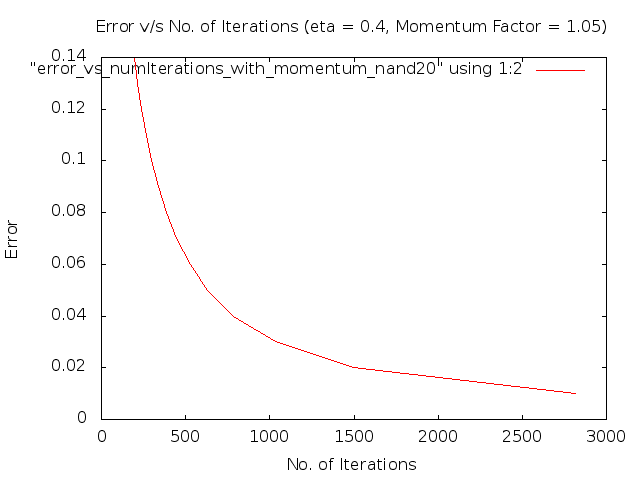 Error v/s No. of Iterations (eta = 0.4, Momentum Factor = 1.05)
"error_vs_numIterations_with_momentum_nand20" using 1:2
0.14
0.12
0.1
0.08
0.06
0.04
0.02
0
Error
0 500 1000 1500 2000 2500 3000
No. of Iterations